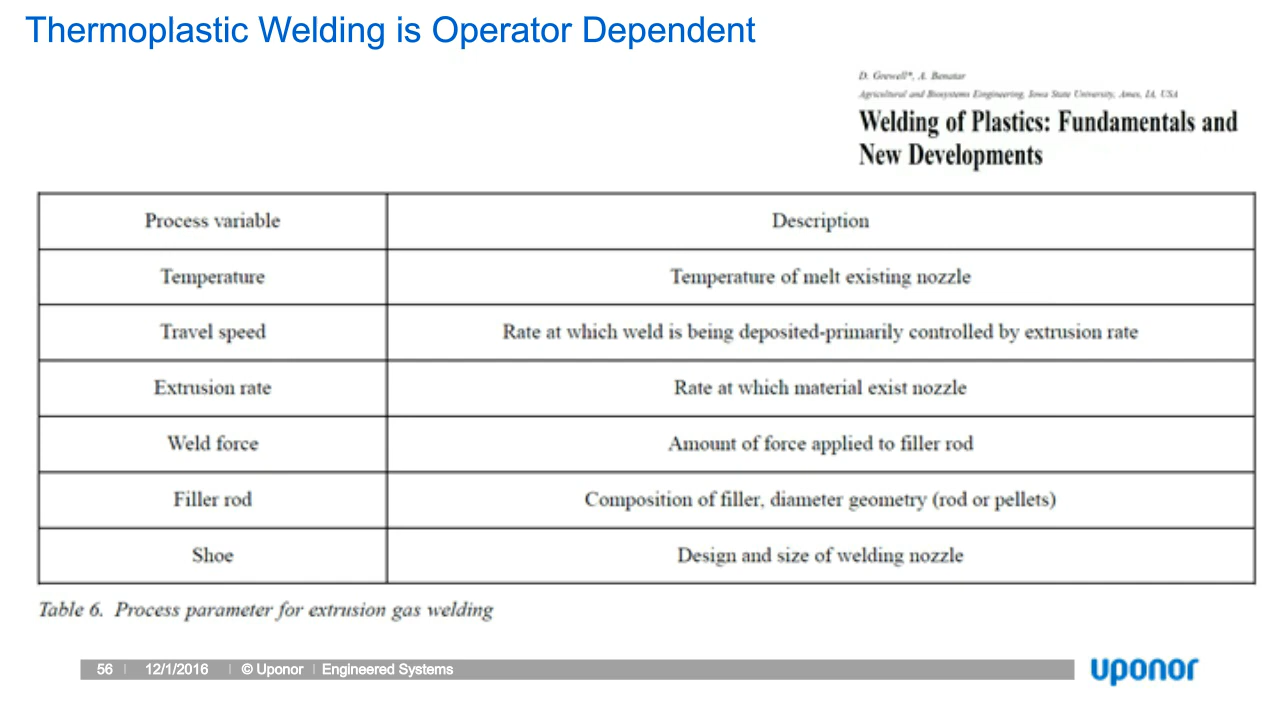 Thermoplastic Welding is Operator Dependent
D. Grewell*, A. Benatar
Agricultural and Biosystems Eingineering, Iowa State University, Ames, IA, USA
Welding of Plastics: Fundamentals and
New Developments
Process variable Description
Temperature Temperature of melt existing nozzle
Travel speed Rate at which weld is being deposited-primarily controlled by extrusion rate
Extrusion rate Rate at which material exist nozzle
Weld force Amount of force applied to filler rod
Filler rod Composition of filler, diameter geometry (rod or pellets)
Shoe Design and size of welding nozzle
Table 6. Process parameter for extrusion gas welding
56 | 12/1/2016 | © Uponor | Engineered Systems
uponor